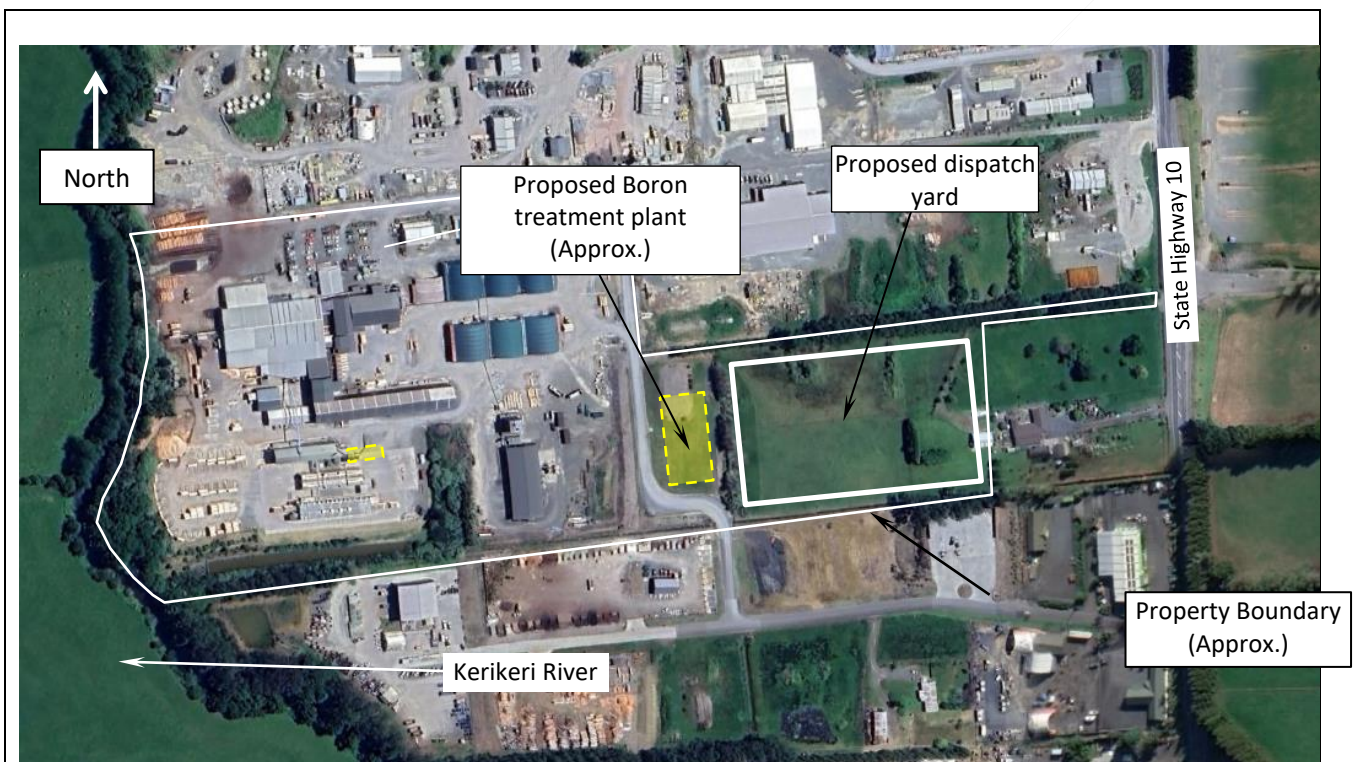 North
Proposed Boron
treatment plant
(Approx.)
Proposed dispatch
yard
State Highway 10
Property Boundary
(Approx.)
Kerikeri River